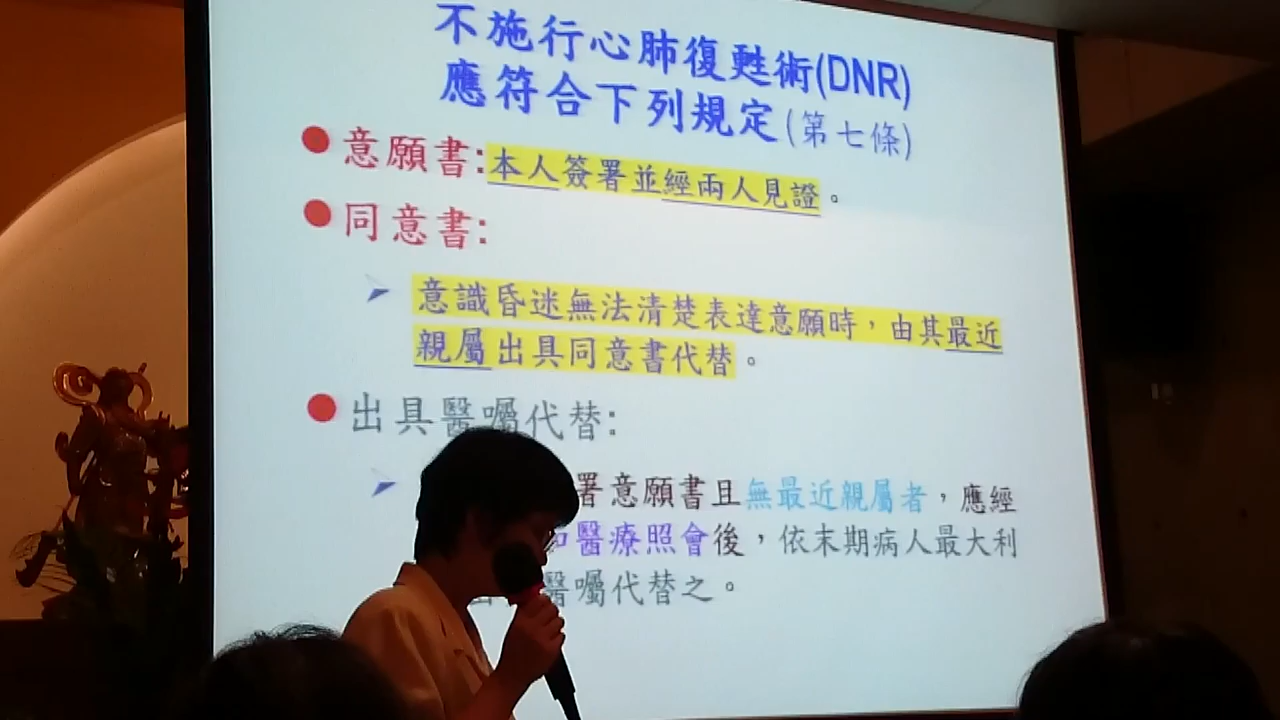 不施行心肺復甦術(DNR)
應符合下列規定(第七條)
意願書:本人簽署並經兩人見證。
同意書:
意識昏迷無法清楚表達意願時，由其最近
親屬出具同意書代替。
出具醫囑代替:
署意願書且無最近親屬者，應經
醫療照會後，依末期病人最大利
醫囑代替之。